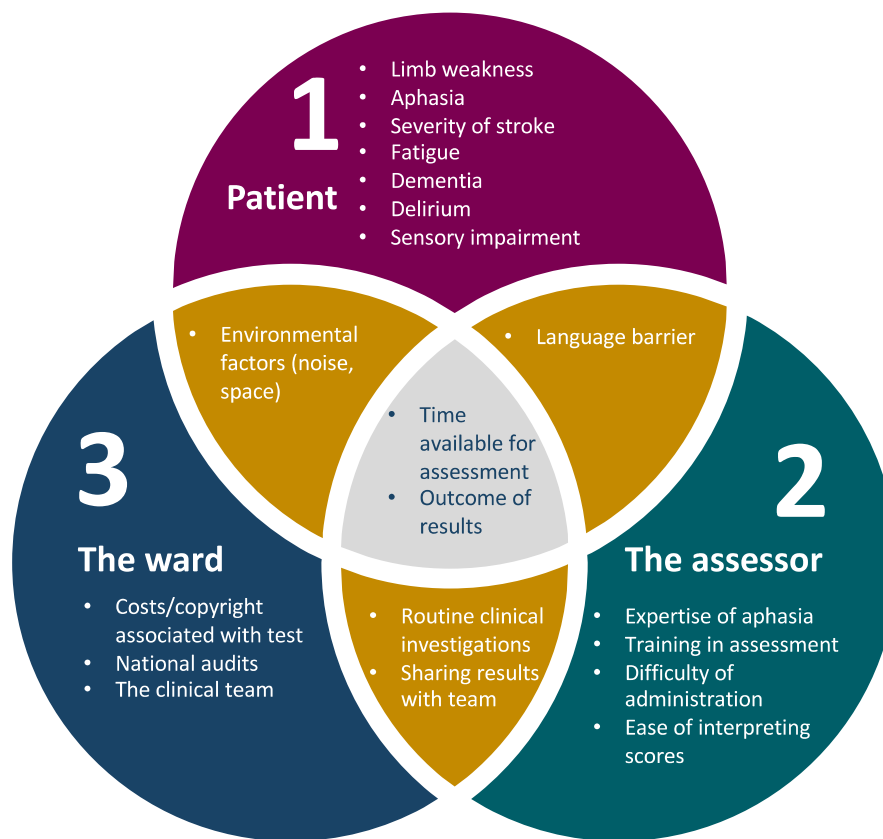 1
Patient
• Limb weakness
• Aphasia
• Severity of stroke
• Fatigue
• Dementia
• Delirium
• Sensory impairment
• Environmental
factors (noise,
space)
• Language barrier
• Time
available for
assessment
• Outcome of
results
3
The ward
• Costs/copyright
associated with test
• National audits
• The clinical team
• Routine clinical
investigations
• Sharing results
with team
2
The assessor
• Expertise of aphasia
• Training in assessment
• Difficulty of
administration
• Ease of interpreting
scores